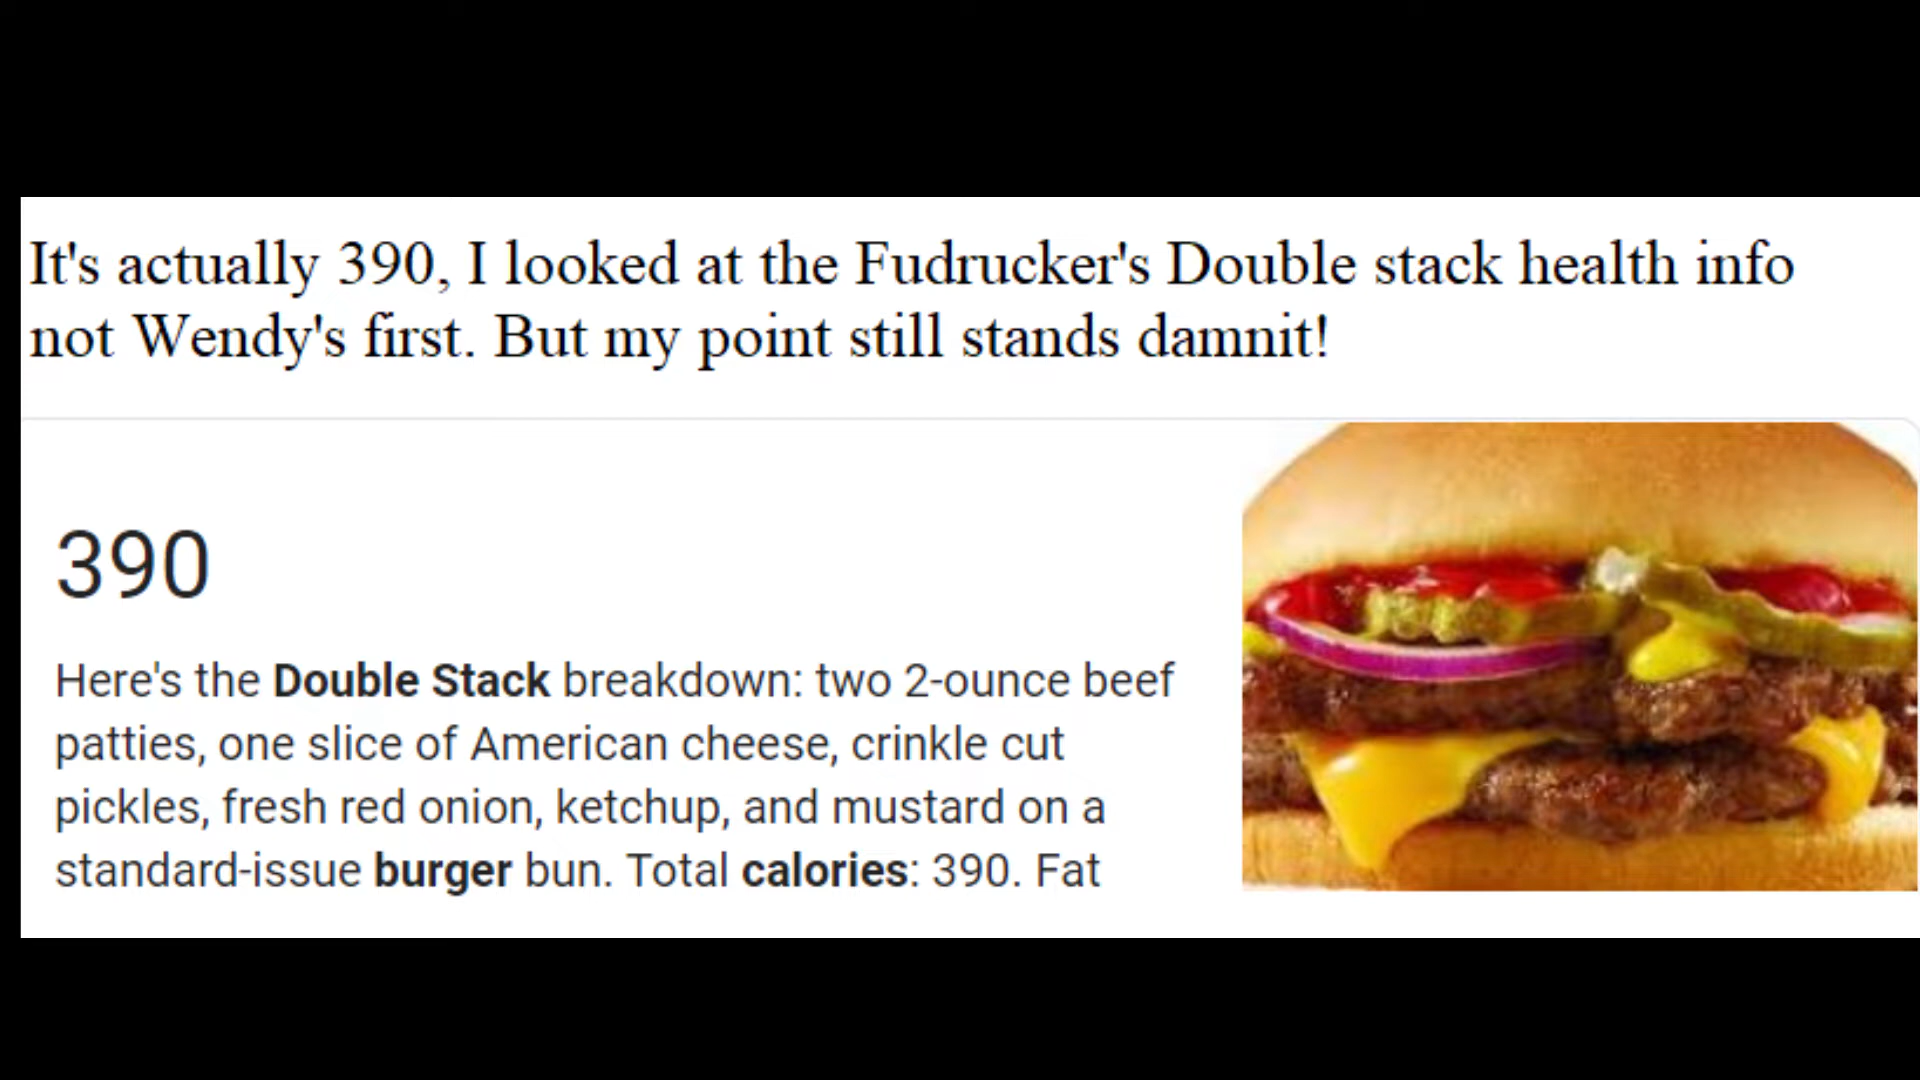 It's actually 390, I looked at the Fudrucker's Double stack health info
not Wendy's first. But my point still stands damnit!
390
Here's the Double Stack breakdown: two 2-ounce beef
patties, one slice of American cheese, crinkle cut
pickles, fresh red onion, ketchup, and mustard on a
standard-issue burger bun. Total calories: 390. Fat